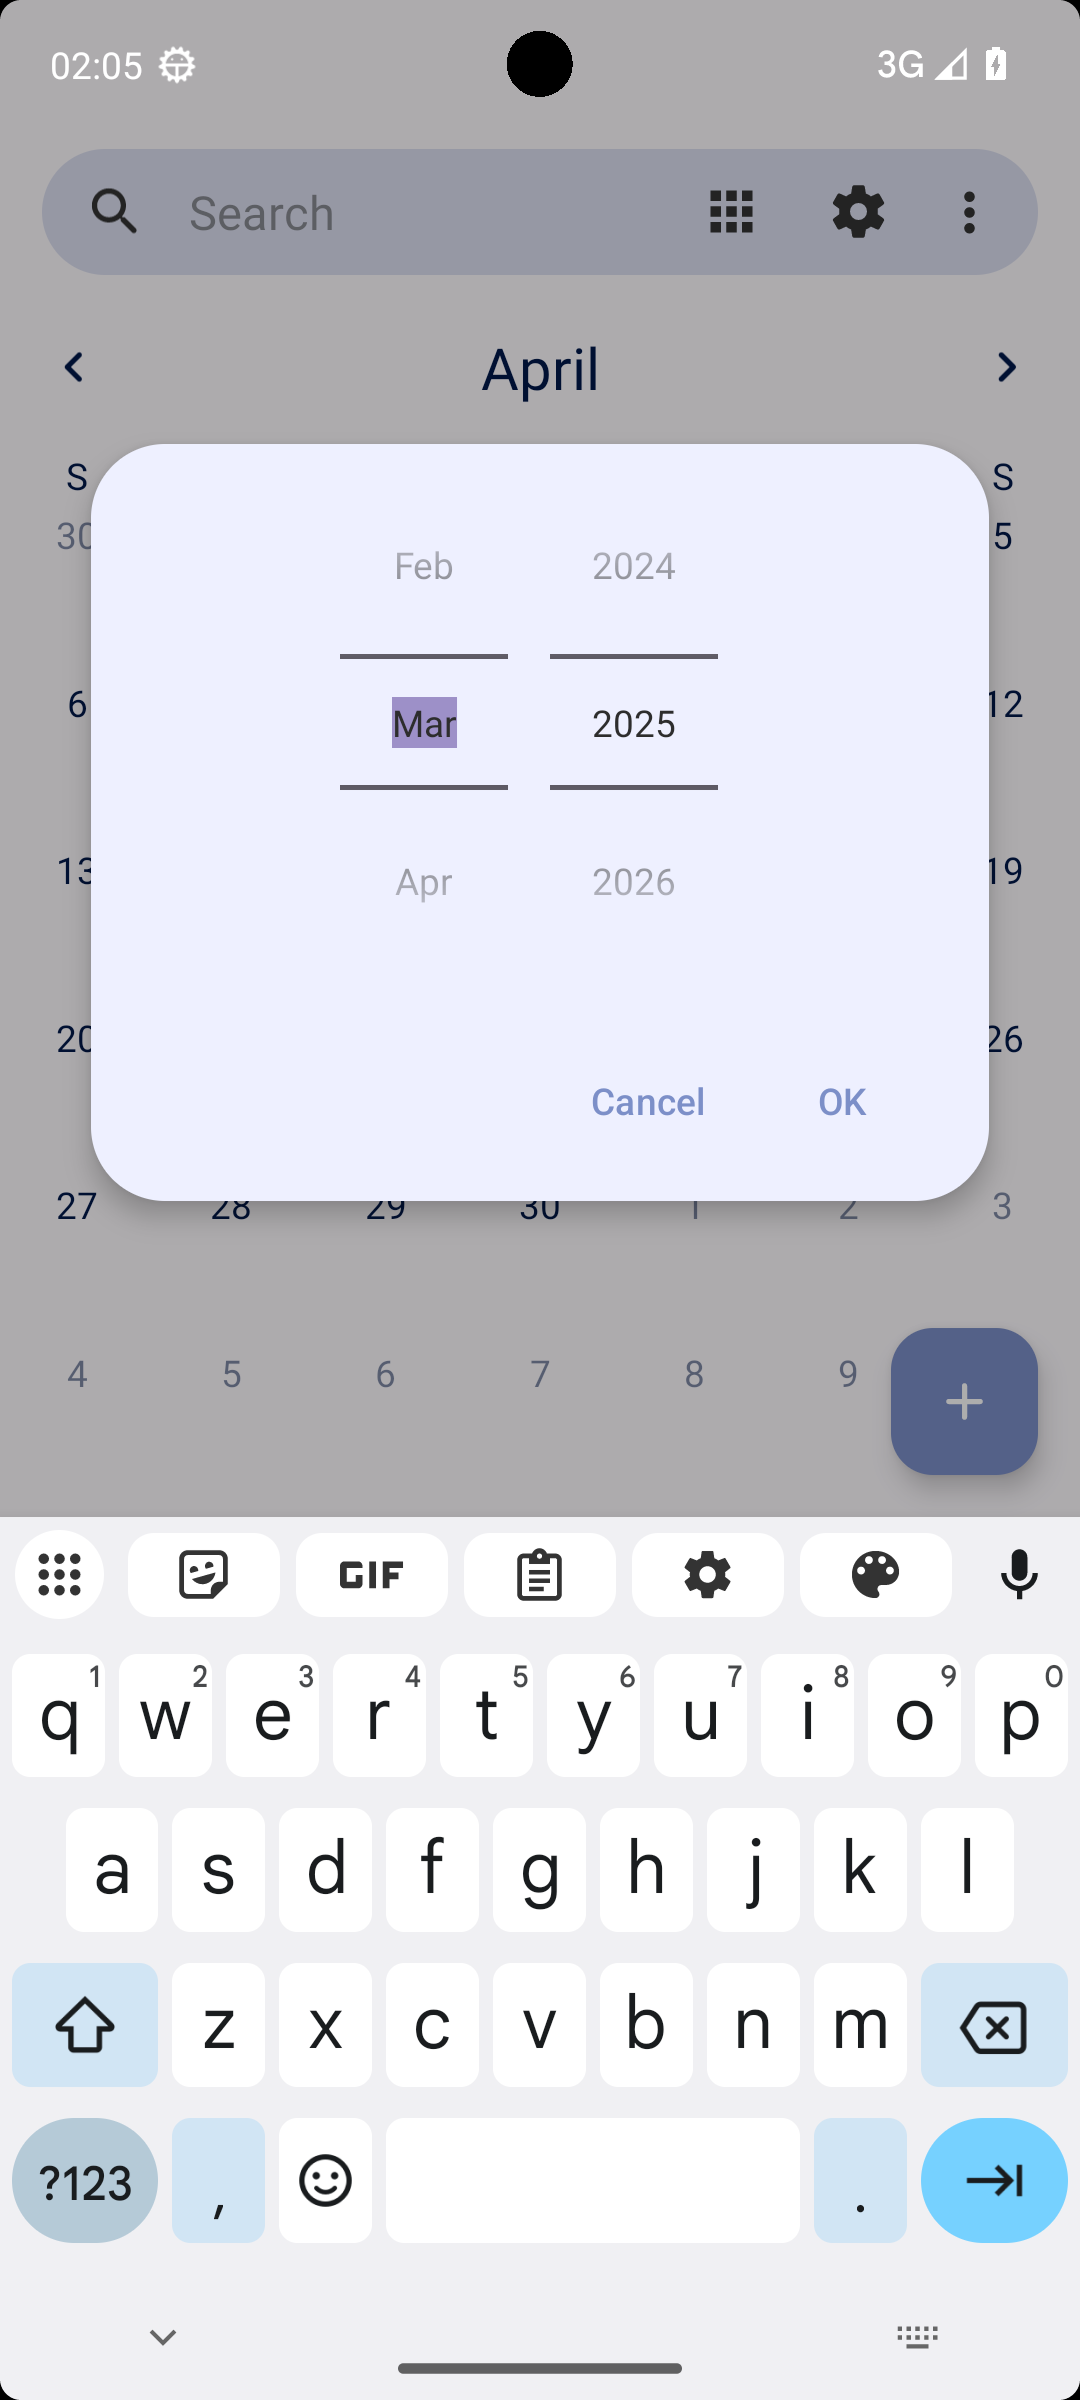 02:05
3G
Search
April
S S
30 5
Feb 2024
6 Mar 2025 12
13 Apr 2026 19
20 26
Cancel OK
27 28 29 30 1 2 3
4 5 6 7 8 9
+
GIF
q1 w2 e3 r4 t5 y6 u7 i8 o9 p0
a s d f g h j k l
z x c v b n m
?123 , .